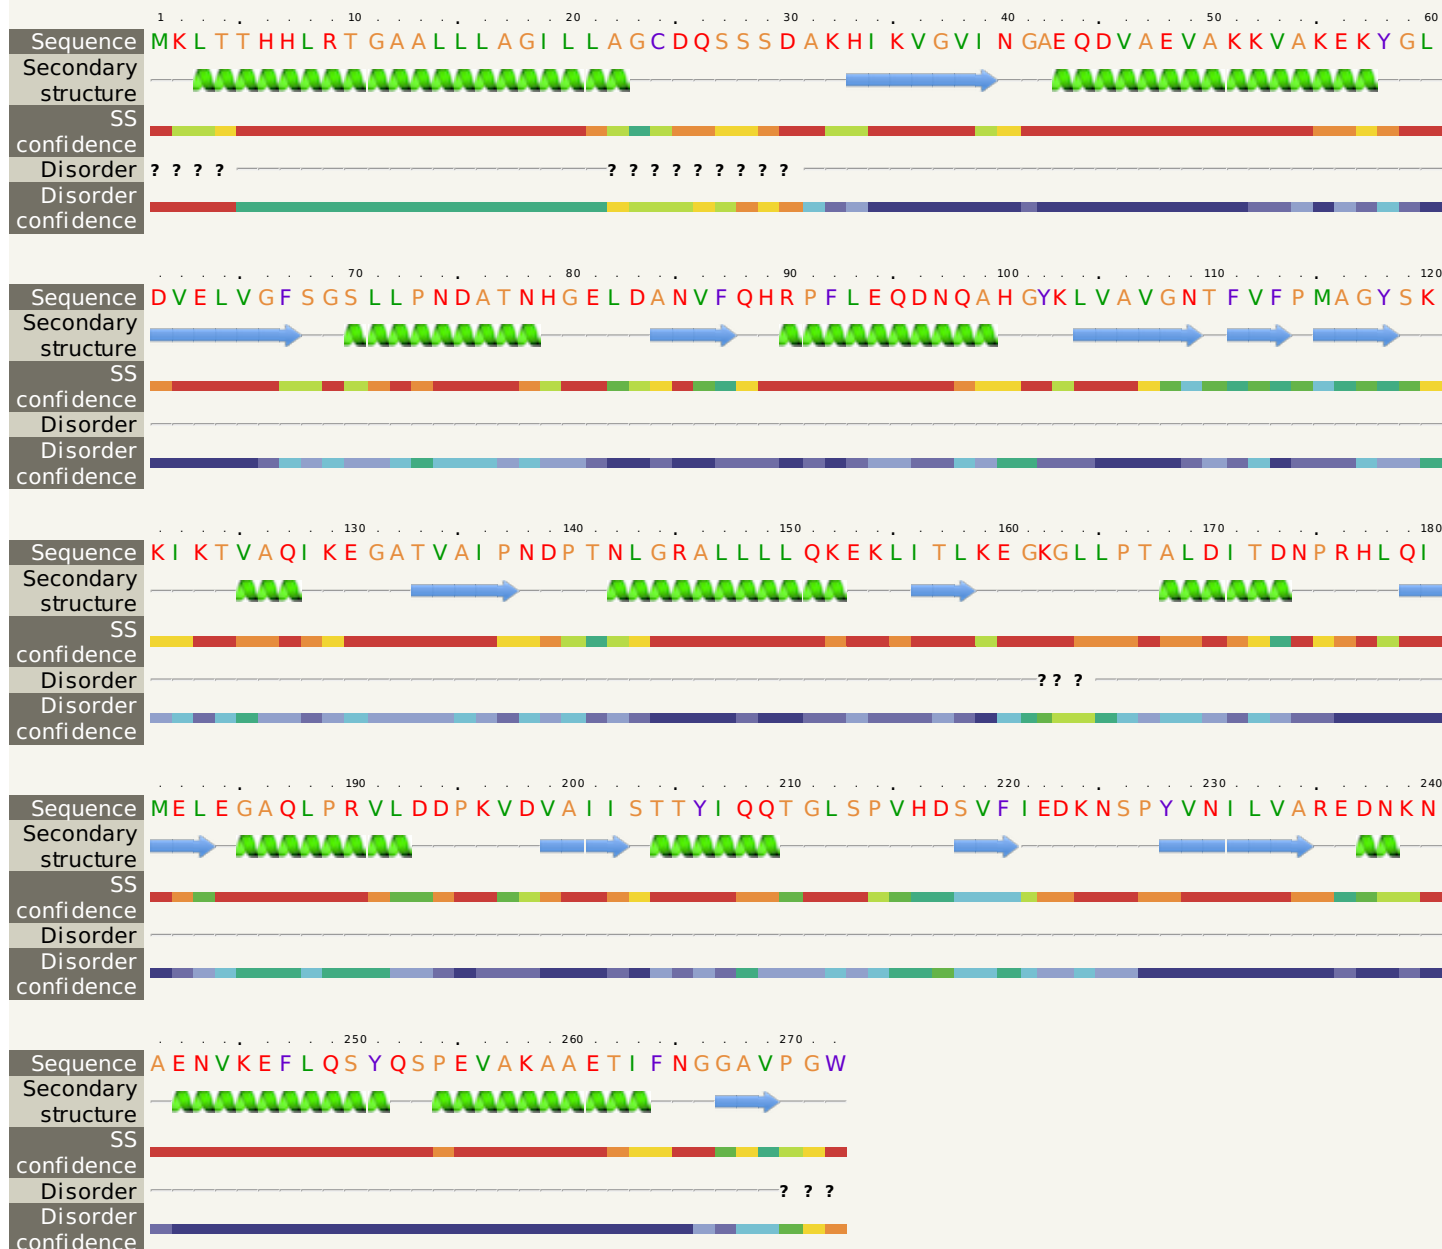 1 . . . . 10 . . . . 20 . . . . 30 . . . . 40 . . . . 50 . . . . 60
Sequence MKLTTHHLRTGAALLLAGILLAGCDQSSSDAKHIKVGVINGAEQDVAEVAKKVAKEKYGL
Secondary
structure
SS
confidence
Disorder ? ? ? ? ? ? ? ? ? ? ? ? ?
Disorder
confidence
. . . . . 70 . . . . 80 . . . . 90 . . . . 100 . . . . 110 . . . . 120
Sequence DVELVGFSGSLLPNDATNHGELDANVFQHRPFLEQDNQAHGYKLVAVGNTFVFPMAGYSK
Secondary
structure
SS
confidence
Disorder
Disorder
confidence
. . . . . 130 . . . . 140 . . . . 150 . . . . 160 . . . . 170 . . . . 180
Sequence KIKTVAQIKEGATVAIPNDPTNLGRALLLLQKEKLITLKEGKGLLPTALDITDNPRHLQI
Secondary
structure
SS
confidence
Disorder ? ? ?
Disorder
confidence
. . . . . 190 . . . . 200 . . . . 210 . . . . 220 . . . . 230 . . . . 240
Sequence MELEGAQLPRVLDDPKVDVAIISTTYIQQTGLSPVHDSVFIEDKNSPYVNILVAREDNKN
Secondary
structure
SS
confidence
Disorder
Disorder
confidence
. . . . . 250 . . . . 260 . . . . 270 . .
Sequence AENVKEFLQSYQSPEVAKAAETIFNGGAVPGW
Secondary
structure
SS
confidence
Disorder ? ? ?
Disorder
confidence